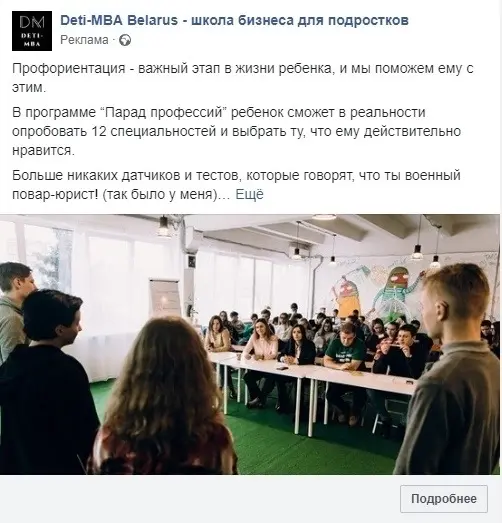 DM
DETI-
MBA
Deti-MBA Belarus - школа бизнеса для подростков
Реклама ·
Профориентация - важный этап в жизни ребенка, и мы поможем ему с
этим.
В программе “Парад профессий” ребенок сможет в реальности
опробовать 12 специальностей и выбрать ту, что ему действительно
нравится.
Больше никаких датчиков и тестов, которые говорят, что ты военный
повар-юрист! (так было у меня)... Ещё
Подробнее